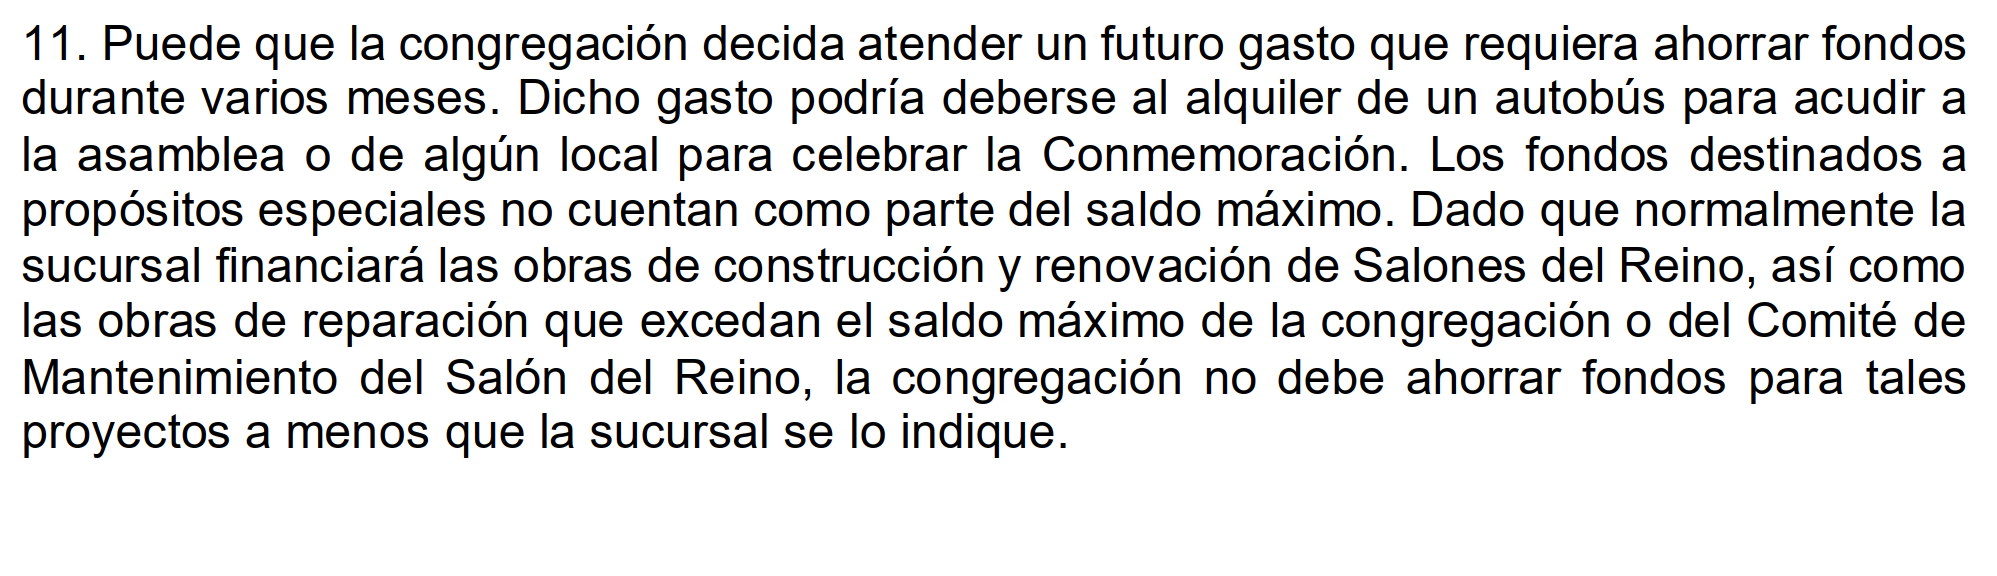 11. Puede que la congregación decida atender un futuro gasto que requiera ahorrar fondos
durante varios meses. Dicho gasto podría deberse al alquiler de un autobús para acudir a
la asamblea o de algún local para celebrar la Conmemoración. Los fondos destinados a
propósitos especiales no cuentan como parte del saldo máximo. Dado que normalmente la
sucursal financiará las obras de construcción y renovación de Salones del Reino, así como
las obras de reparación que excedan el saldo máximo de la congregación o del Comité de
Mantenimiento del Salón del Reino, la congregación no debe ahorrar fondos para tales
proyectos a menos que la sucursal se lo indique.